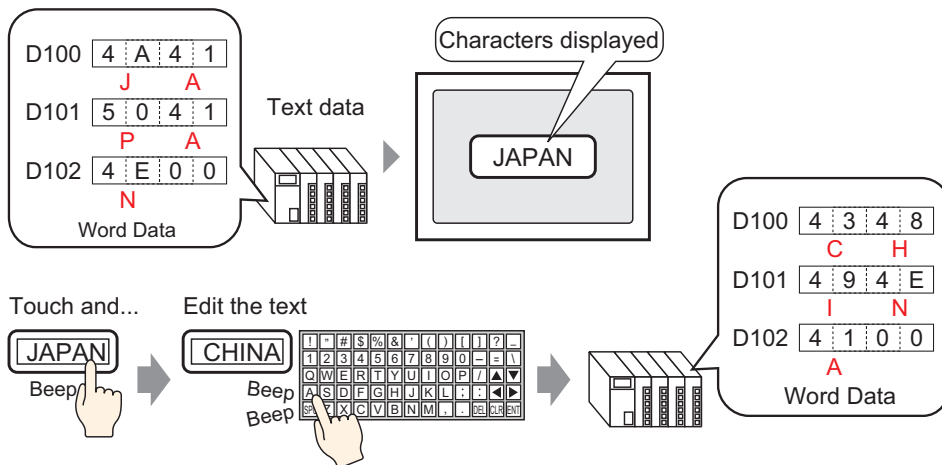 Characters displayed
D100 4 A 4 1
J A
D101 5 0 4 1
P A
D102 4 E 0 0
N
Word Data
Text data
JAPAN
Touch and...
JAPAN
Beep
Edit the text
CHINA
Beep
Beep
! " # $ % & ' ( ) [ ] ? _
1 2 3 4 5 6 7 8 9 0 – = \
Q W E R T Y U I O P / ▲ ▼
A S D F G H J K L ; : ◀ ▶
Z X C V B N M , . DEL CLR ENT
D100 4 3 4 8
C H
D101 4 9 4 E
I N
D102 4 1 0 0
A
Word Data